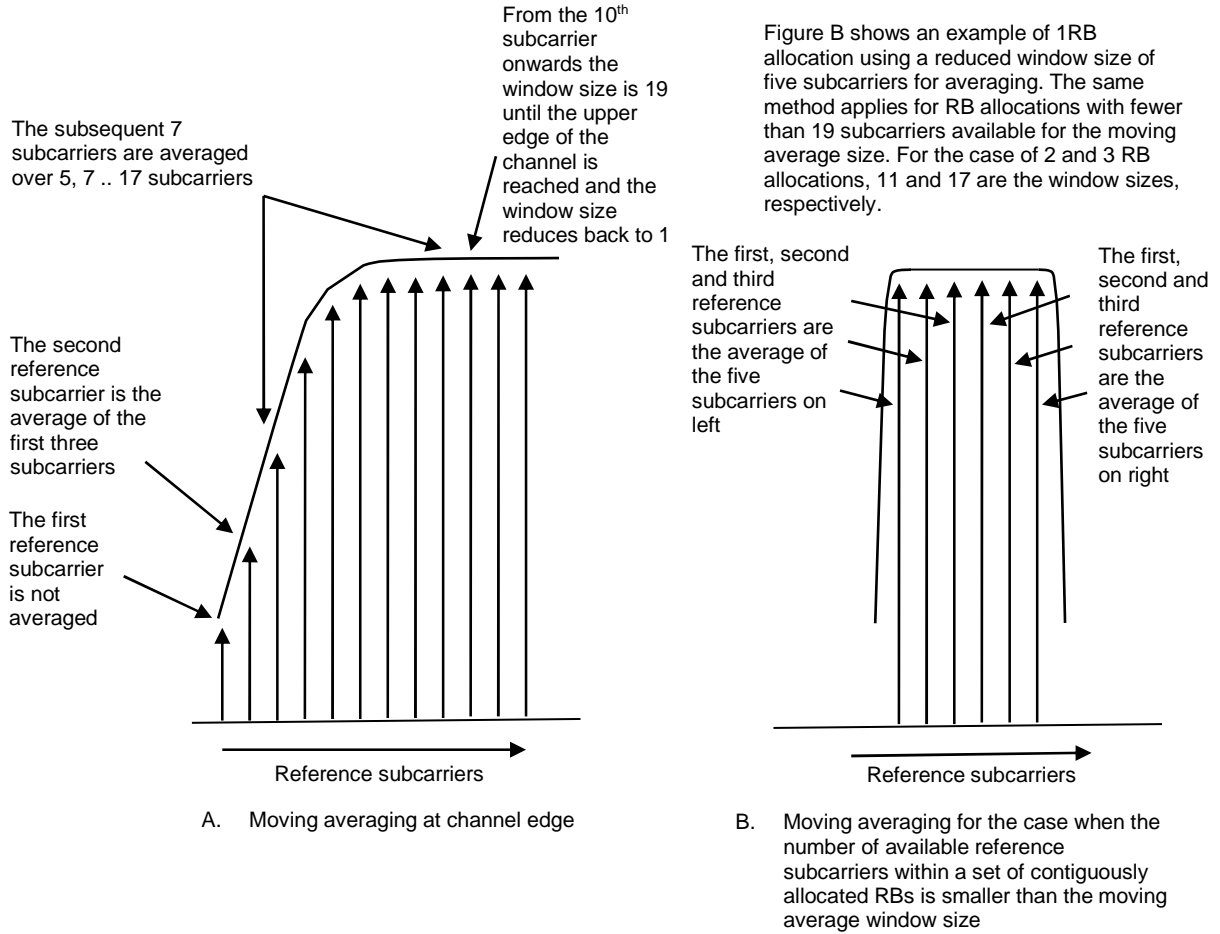 From the 10th
subcarrier
onwards the
window size is 19
until the upper
edge of the
channel is
reached and the
window size
reduces back to 1
Figure B shows an example of 1RB
allocation using a reduced window size of
five subcarriers for averaging. The same
method applies for RB allocations with fewer
than 19 subcarriers available for the moving
average size. For the case of 2 and 3 RB
allocations, 11 and 17 are the window sizes,
respectively.
The subsequent 7
subcarriers are averaged
over 5, 7 .. 17 subcarriers
The second
reference
subcarrier is the
average of the
first three
subcarriers
The first
reference
subcarrier
is not
averaged
The first, second
and third
reference
subcarriers are
the average of
the five
subcarriers on
left
The first,
second and
third
reference
subcarriers
are the
average of
the five
subcarriers
on right
Reference subcarriers
Reference subcarriers
A. Moving averaging at channel edge
B. Moving averaging for the case when the
number of available reference
subcarriers within a set of contiguously
allocated RBs is smaller than the moving
average window size